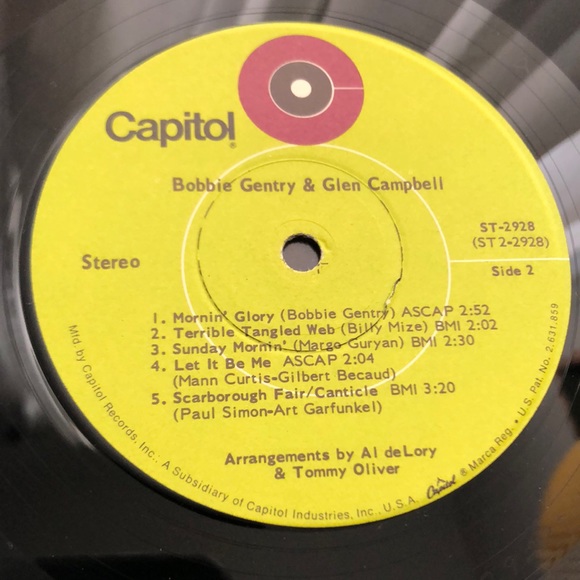 Capitol®
Bobbie Gentry & Glen Campbell
ST-2928
(ST 2-2928)
Stereo
Side 2
1. Mornin' Glory (Bobbie Gentry) ASCAP 2:52
2. Terrible Tangled Web (Billy Mize) BMI 2:02
3. Sunday Mornin' (Margo Guryan) BMI 2:30
4. Let It Be Me ASCAP 2:04
(Mann Curtis-Gilbert Becaud)
5. Scarborough Fair/Canticle BMI 3:20
(Paul Simon-Art Garfunkel)
Arrangements by Al deLory
& Tommy Oliver
Mfd. by Capitol Records, Inc., A Subsidiary of Capitol Industries, Inc., U.S.A. Capitol ® Marca Reg. • U.S. Pat. No. 2,631,859